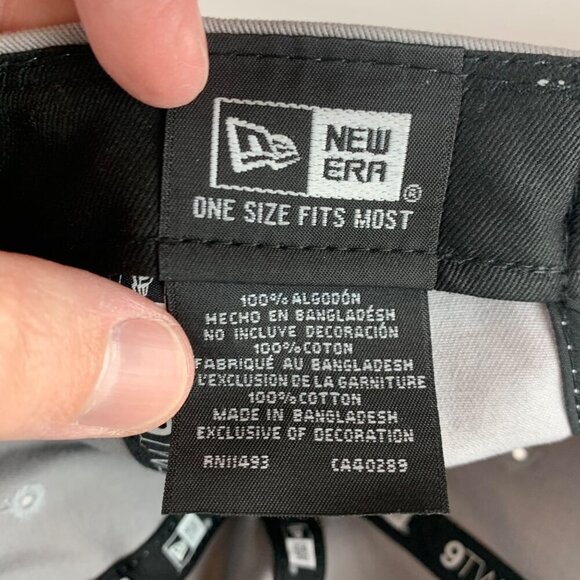 NEW
ERA
®
ONE SIZE FITS MOST
100% ALGODÓN
HECHO EN BANGLADÉSH
NO INCLUYE DECORACIÓN
100% COTON
FABRIQUÉ AU BANGLADESH
L'EXCLUSION DE LA GARNITURE
100% COTTON
MADE IN BANGLADESH
EXCLUSIVE OF DECORATION
RN11493 CA40289